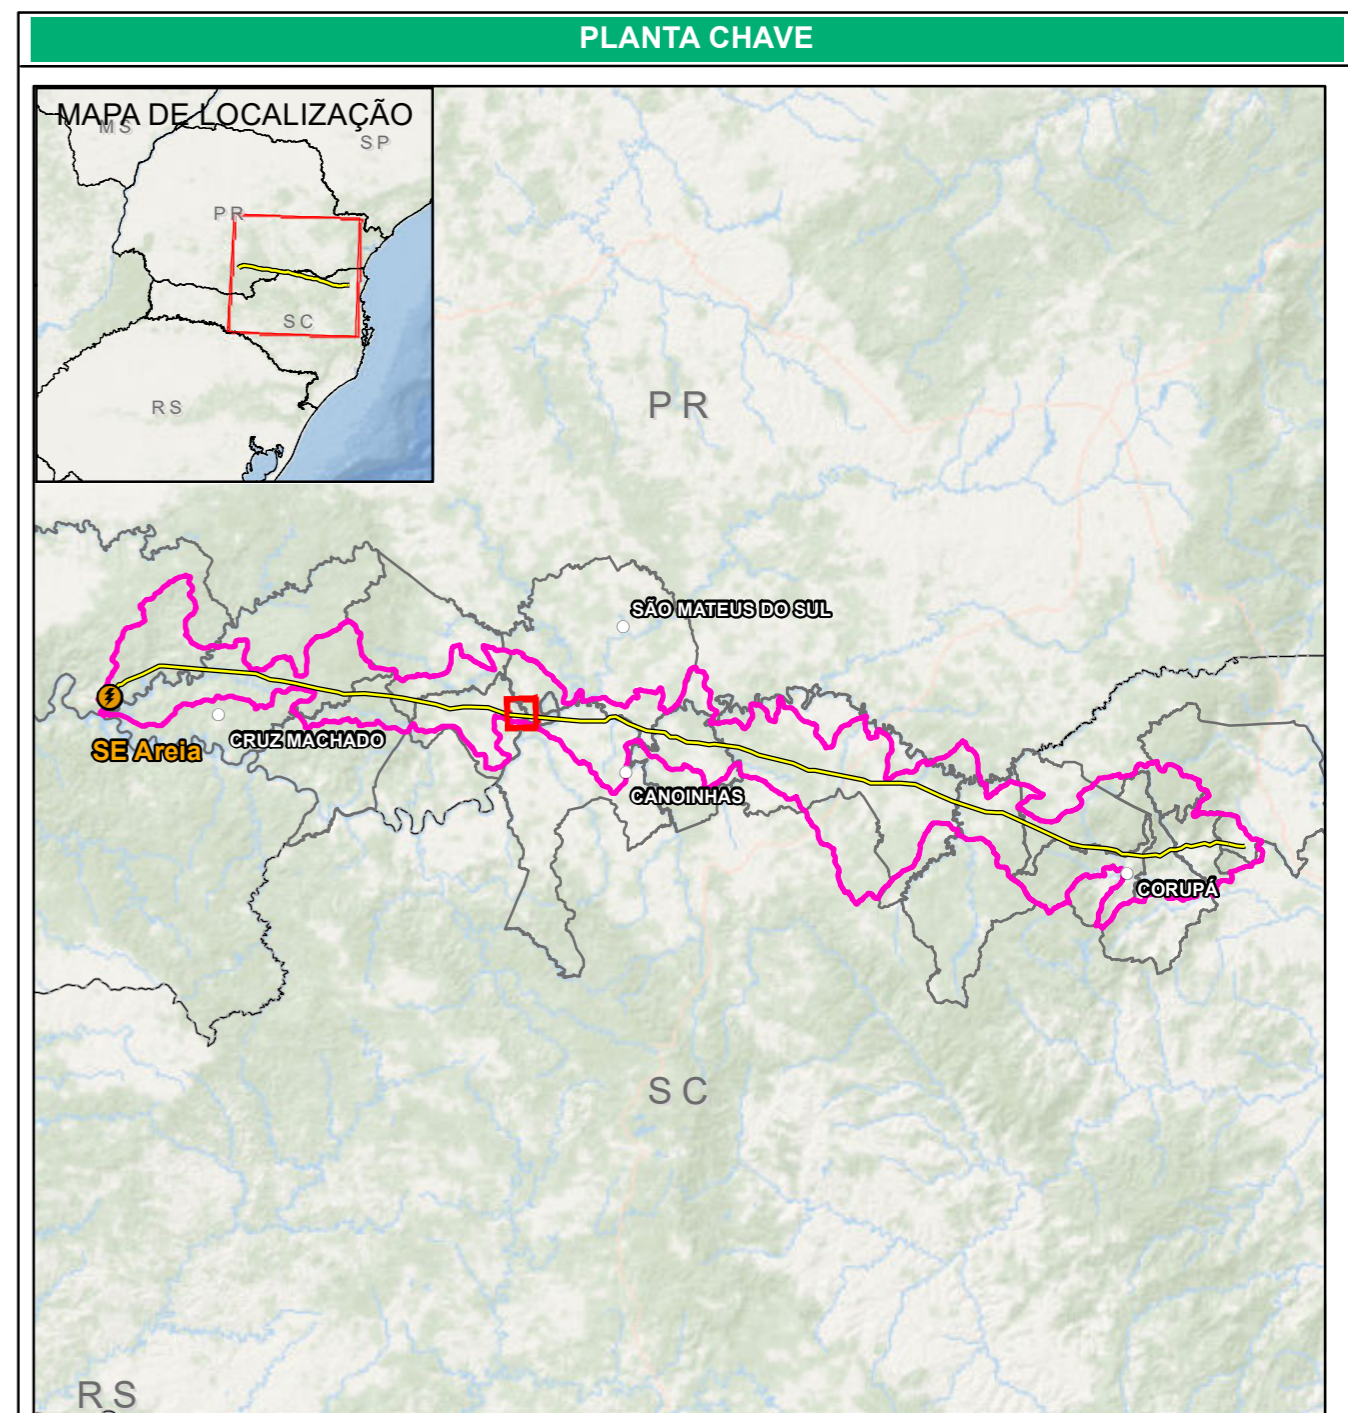 PLANTA CHAVE
MAPA DE LOCALIZAÇÃO
MS
SP
PR
SC
RS
PR
SÃO MATEUS DO SUL
CRUZ MACHADO
SE Areia
CANOINHAS
CORUPÁ
SC
RS